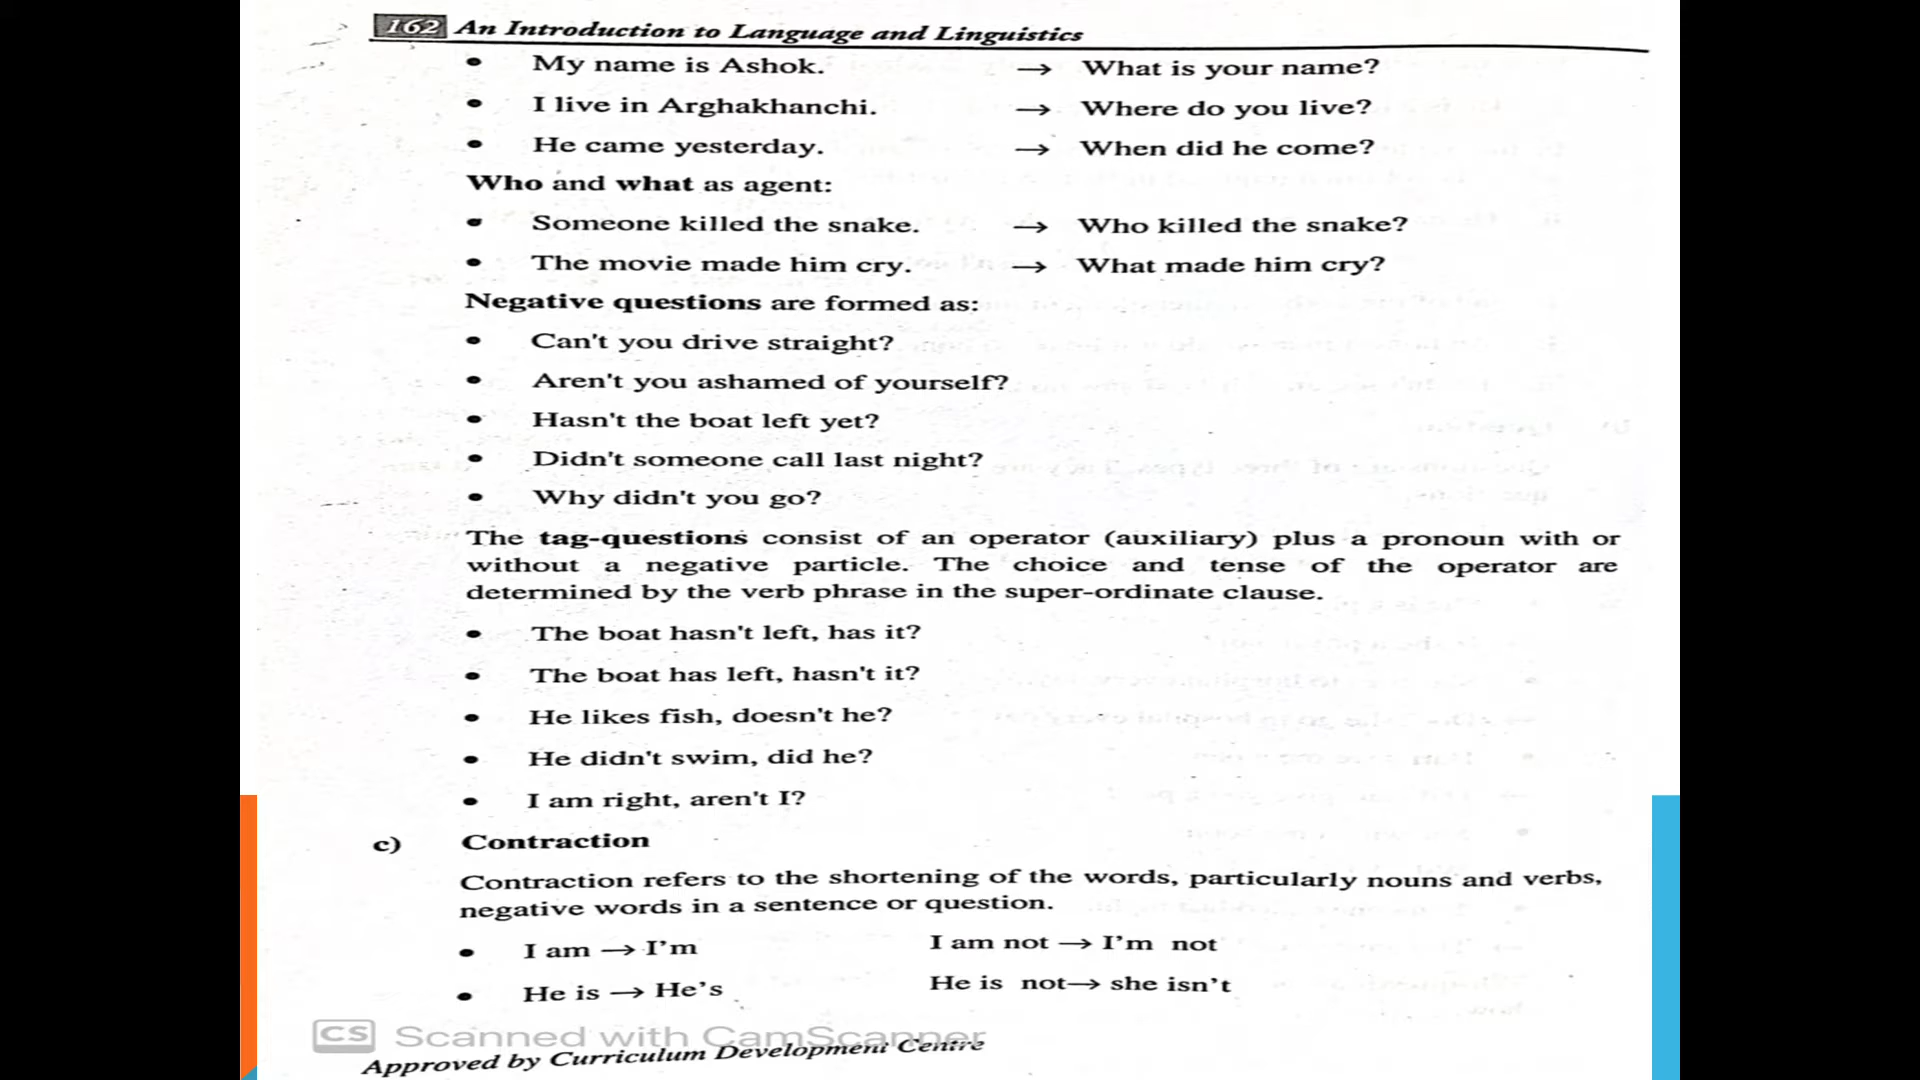 162 An Introduction to Language and Linguistics
• My name is Ashok. → What is your name?
• I live in Arghakhanchi. → Where do you live?
• He came yesterday. → When did he come?
Who and what as agent:
• Someone killed the snake. → Who killed the snake?
• The movie made him cry. → What made him cry?
Negative questions are formed as:
• Can't you drive straight?
• Aren't you ashamed of yourself?
• Hasn't the boat left yet?
• Didn't someone call last night?
• Why didn't you go?
The tag-questions consist of an operator (auxiliary) plus a pronoun with or
without a negative particle. The choice and tense of the operator are
determined by the verb phrase in the super-ordinate clause.
• The boat hasn't left, has it?
• The boat has left, hasn't it?
• He likes fish, doesn't he?
• He didn't swim, did he?
• I am right, aren't I?
c) Contraction
Contraction refers to the shortening of the words, particularly nouns and verbs,
negative words in a sentence or question.
• I am → I'm I am not → I'm not
• He is → He's He is not→ she isn't
CS Scanned with CamScanner
Approved by Curriculum Development Centre